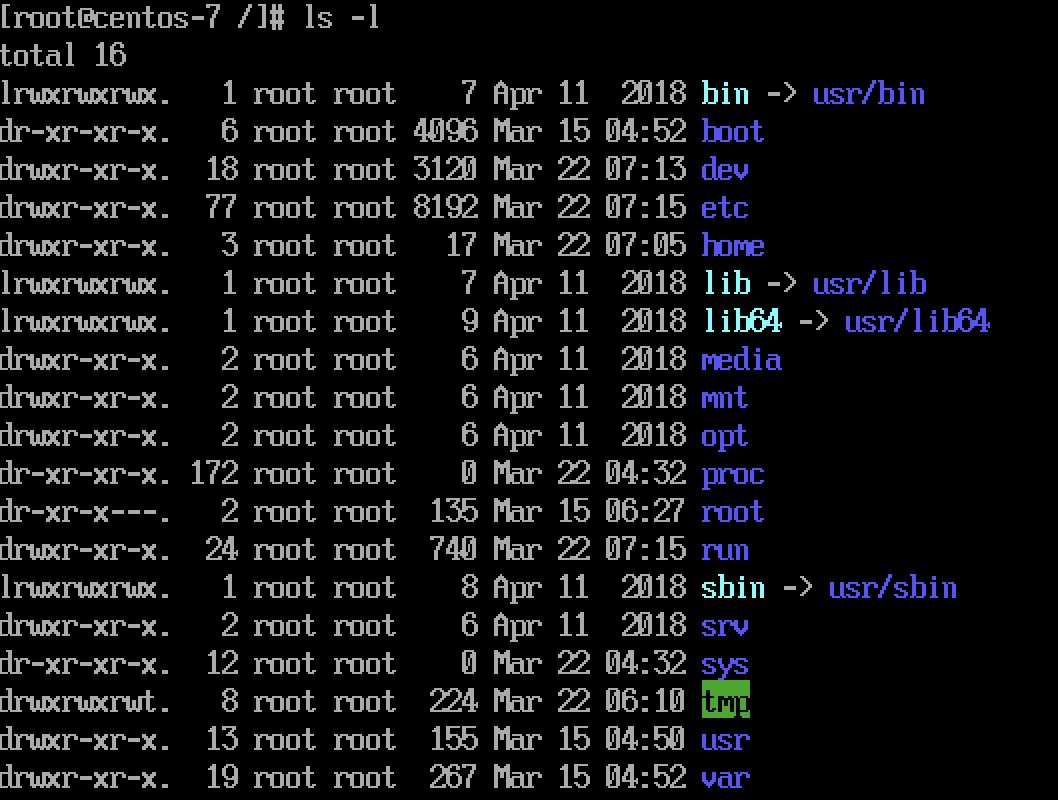 [root@centos-7 /]# ls -l
total 16
lrwxrwxrwx.   1 root root    7 Apr 11  2018 bin -> usr/bin
dr-xr-xr-x.   6 root root 4096 Mar 15 04:52 boot
drwxr-xr-x.  18 root root 3120 Mar 22 07:13 dev
drwxr-xr-x.  77 root root 8192 Mar 22 07:15 etc
drwxr-xr-x.   3 root root   17 Mar 22 07:05 home
lrwxrwxrwx.   1 root root    7 Apr 11  2018 lib -> usr/lib
lrwxrwxrwx.   1 root root    9 Apr 11  2018 lib64 -> usr/lib64
drwxr-xr-x.   2 root root    6 Apr 11  2018 media
drwxr-xr-x.   2 root root    6 Apr 11  2018 mnt
drwxr-xr-x.   2 root root    6 Apr 11  2018 opt
dr-xr-xr-x. 172 root root    0 Mar 22 04:32 proc
dr-xr-x---.   2 root root  135 Mar 15 06:27 root
drwxr-xr-x.  24 root root  740 Mar 22 07:15 run
lrwxrwxrwx.   1 root root    8 Apr 11  2018 sbin -> usr/sbin
drwxr-xr-x.   2 root root    6 Apr 11  2018 srv
dr-xr-xr-x.  12 root root    0 Mar 22 04:32 sys
drwxrwxrwt.   8 root root  224 Mar 22 06:10 tmp
drwxr-xr-x.  13 root root  155 Mar 15 04:50 usr
drwxr-xr-x.  19 root root  267 Mar 15 04:52 var